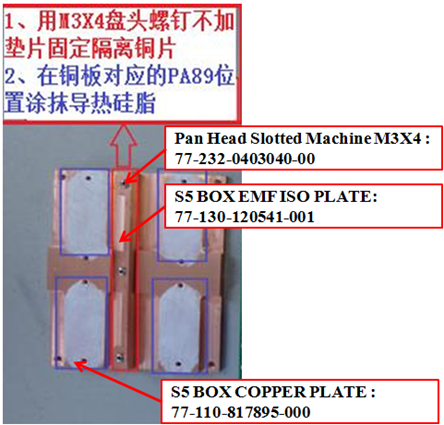 1、用M3X4盘头螺钉不加
垫片固定隔离铜片
2、在铜板对应的PA89位
置涂抹导热硅脂
Pan Head Slotted Machine M3X4 :
77-232-0403040-00
S5 BOX EMF ISO PLATE:
77-130-120541-001
S5 BOX COPPER PLATE :
77-110-817895-000